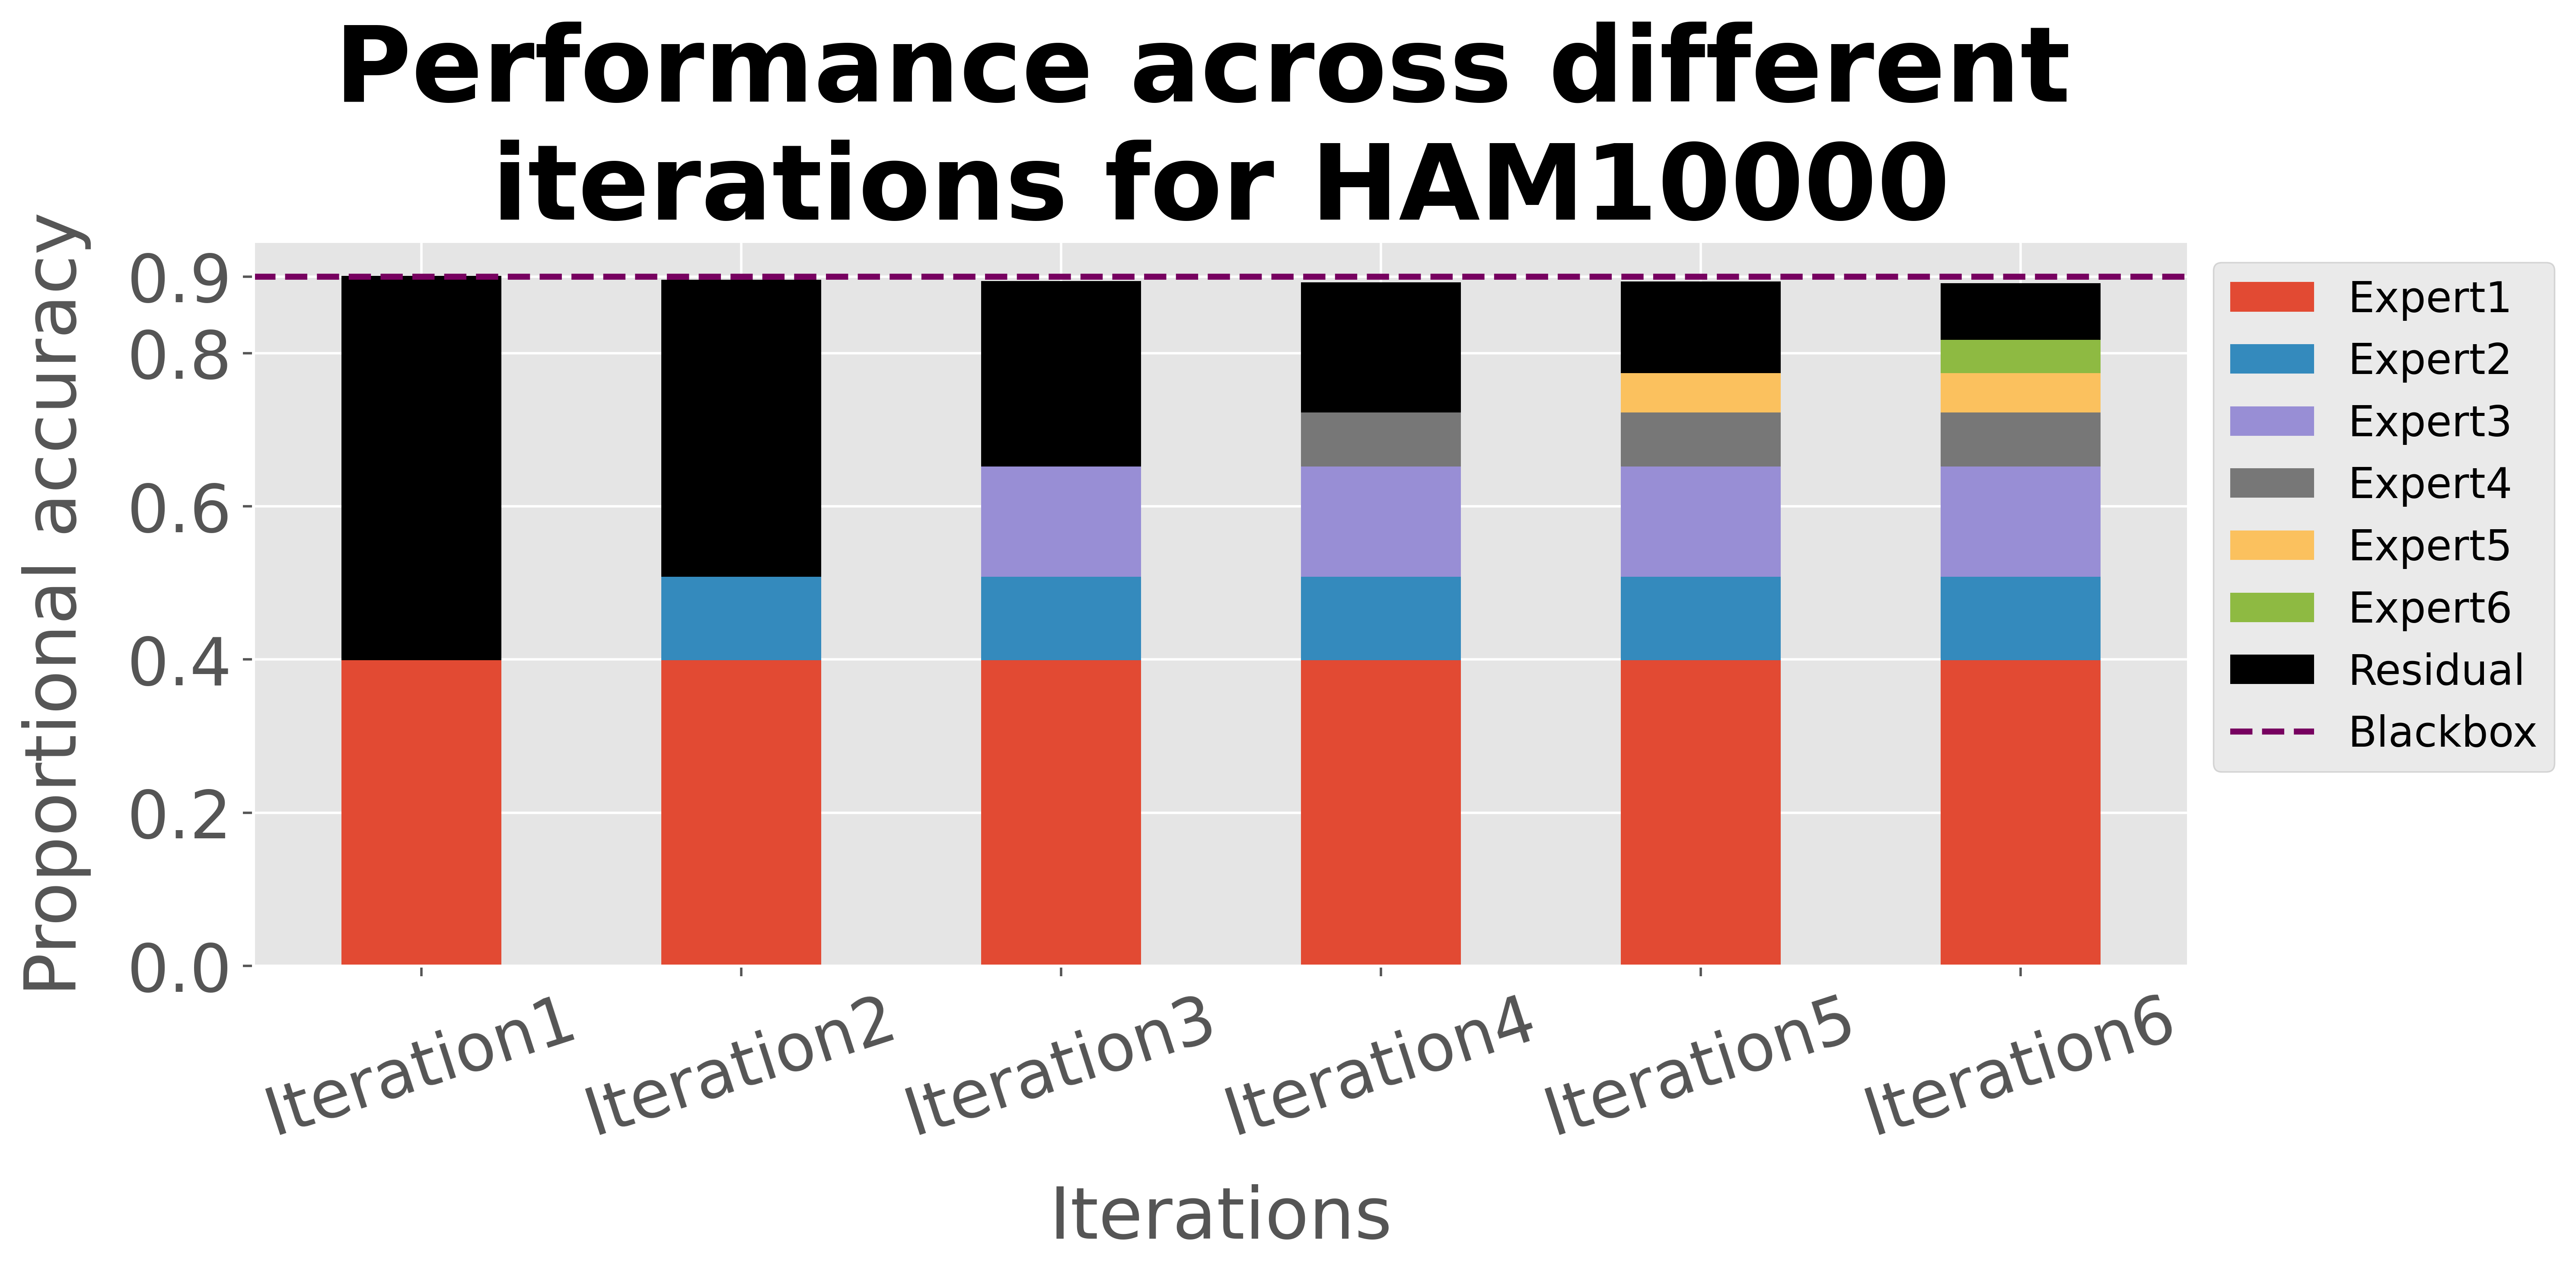 Performance across different
iterations for HAM10000
Proportional accuracy
0.9
0.8
0.6
0.4
0.2
0.0
Iteration1
Iteration2
Iteration3
Iteration4
Iteration5
Iteration6
Iterations
Expert1
Expert2
Expert3
Expert4
Expert5
Expert6
Residual
Blackbox